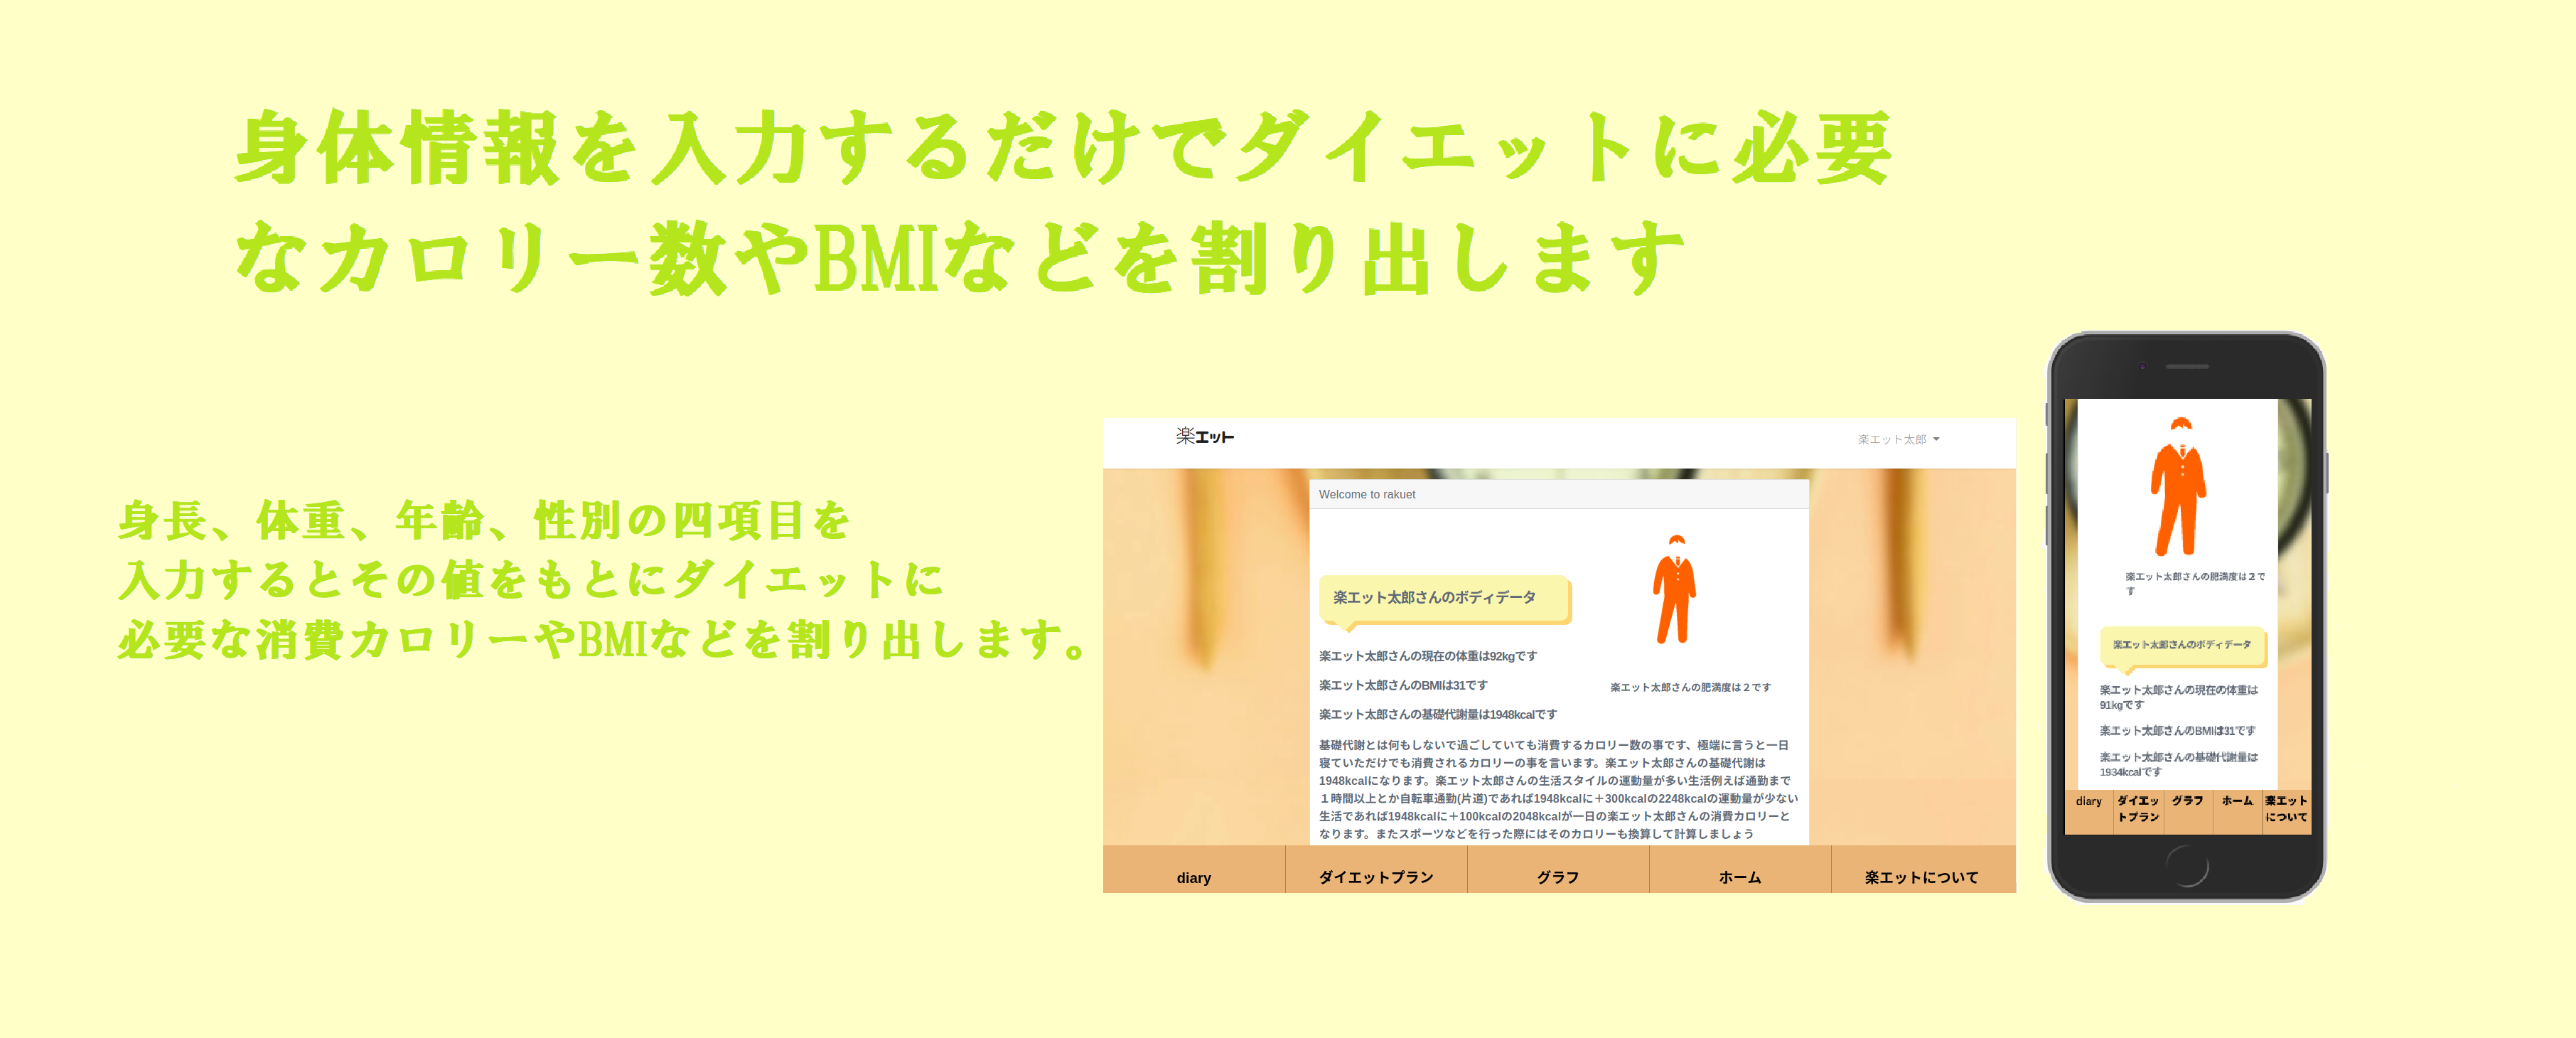 身体情報を入力するだけでダイエットに必要
なカロリー数やBMIなどを割り出します
身長、体重、年齢、性別の四項目を
入力するとその値をもとにダイエットに
必要な消費カロリーやBMIなどを割り出します。
楽エット
楽エット太郎
Welcome to rakuet
楽エット太郎さんのボディデータ
楽エット太郎さんの現在の体重は92kgです
楽エット太郎さんのBMIは31です
楽エット太郎さんの肥満度は２です
楽エット太郎さんの基礎代謝量は1948kcalです
基礎代謝とは何もしないで過ごしていても消費するカロリー数の事です、極端に言うと一日
寝ていただけでも消費されるカロリーの事を言います。楽エット太郎さんの基礎代謝は
1948kcalになります。楽エット太郎さんの生活スタイルの運動量が多い生活例えば通勤まで
１時間以上とか自転車通勤(片道)であれば1948kcalに＋300kcalの2248kcalの運動量が少ない
生活であれば1948kcalに＋100kcalの2048kcalが一日の楽エット太郎さんの消費カロリーと
なります。またスポーツなどを行った際にはそのカロリーも換算して計算しましょう
diary
ダイエットプラン
グラフ
ホーム
楽エットについて
楽エット太郎さんの肥満度は２で
す
楽エット太郎さんのボディデータ
楽エット太郎さんの現在の体重は
91kgです
楽エット太郎さんのBMIは31です
楽エット太郎さんの基礎代謝量は
1934kcalです
diary
ダイエッ
トプラン
グラフ
ホーム
楽エット
について